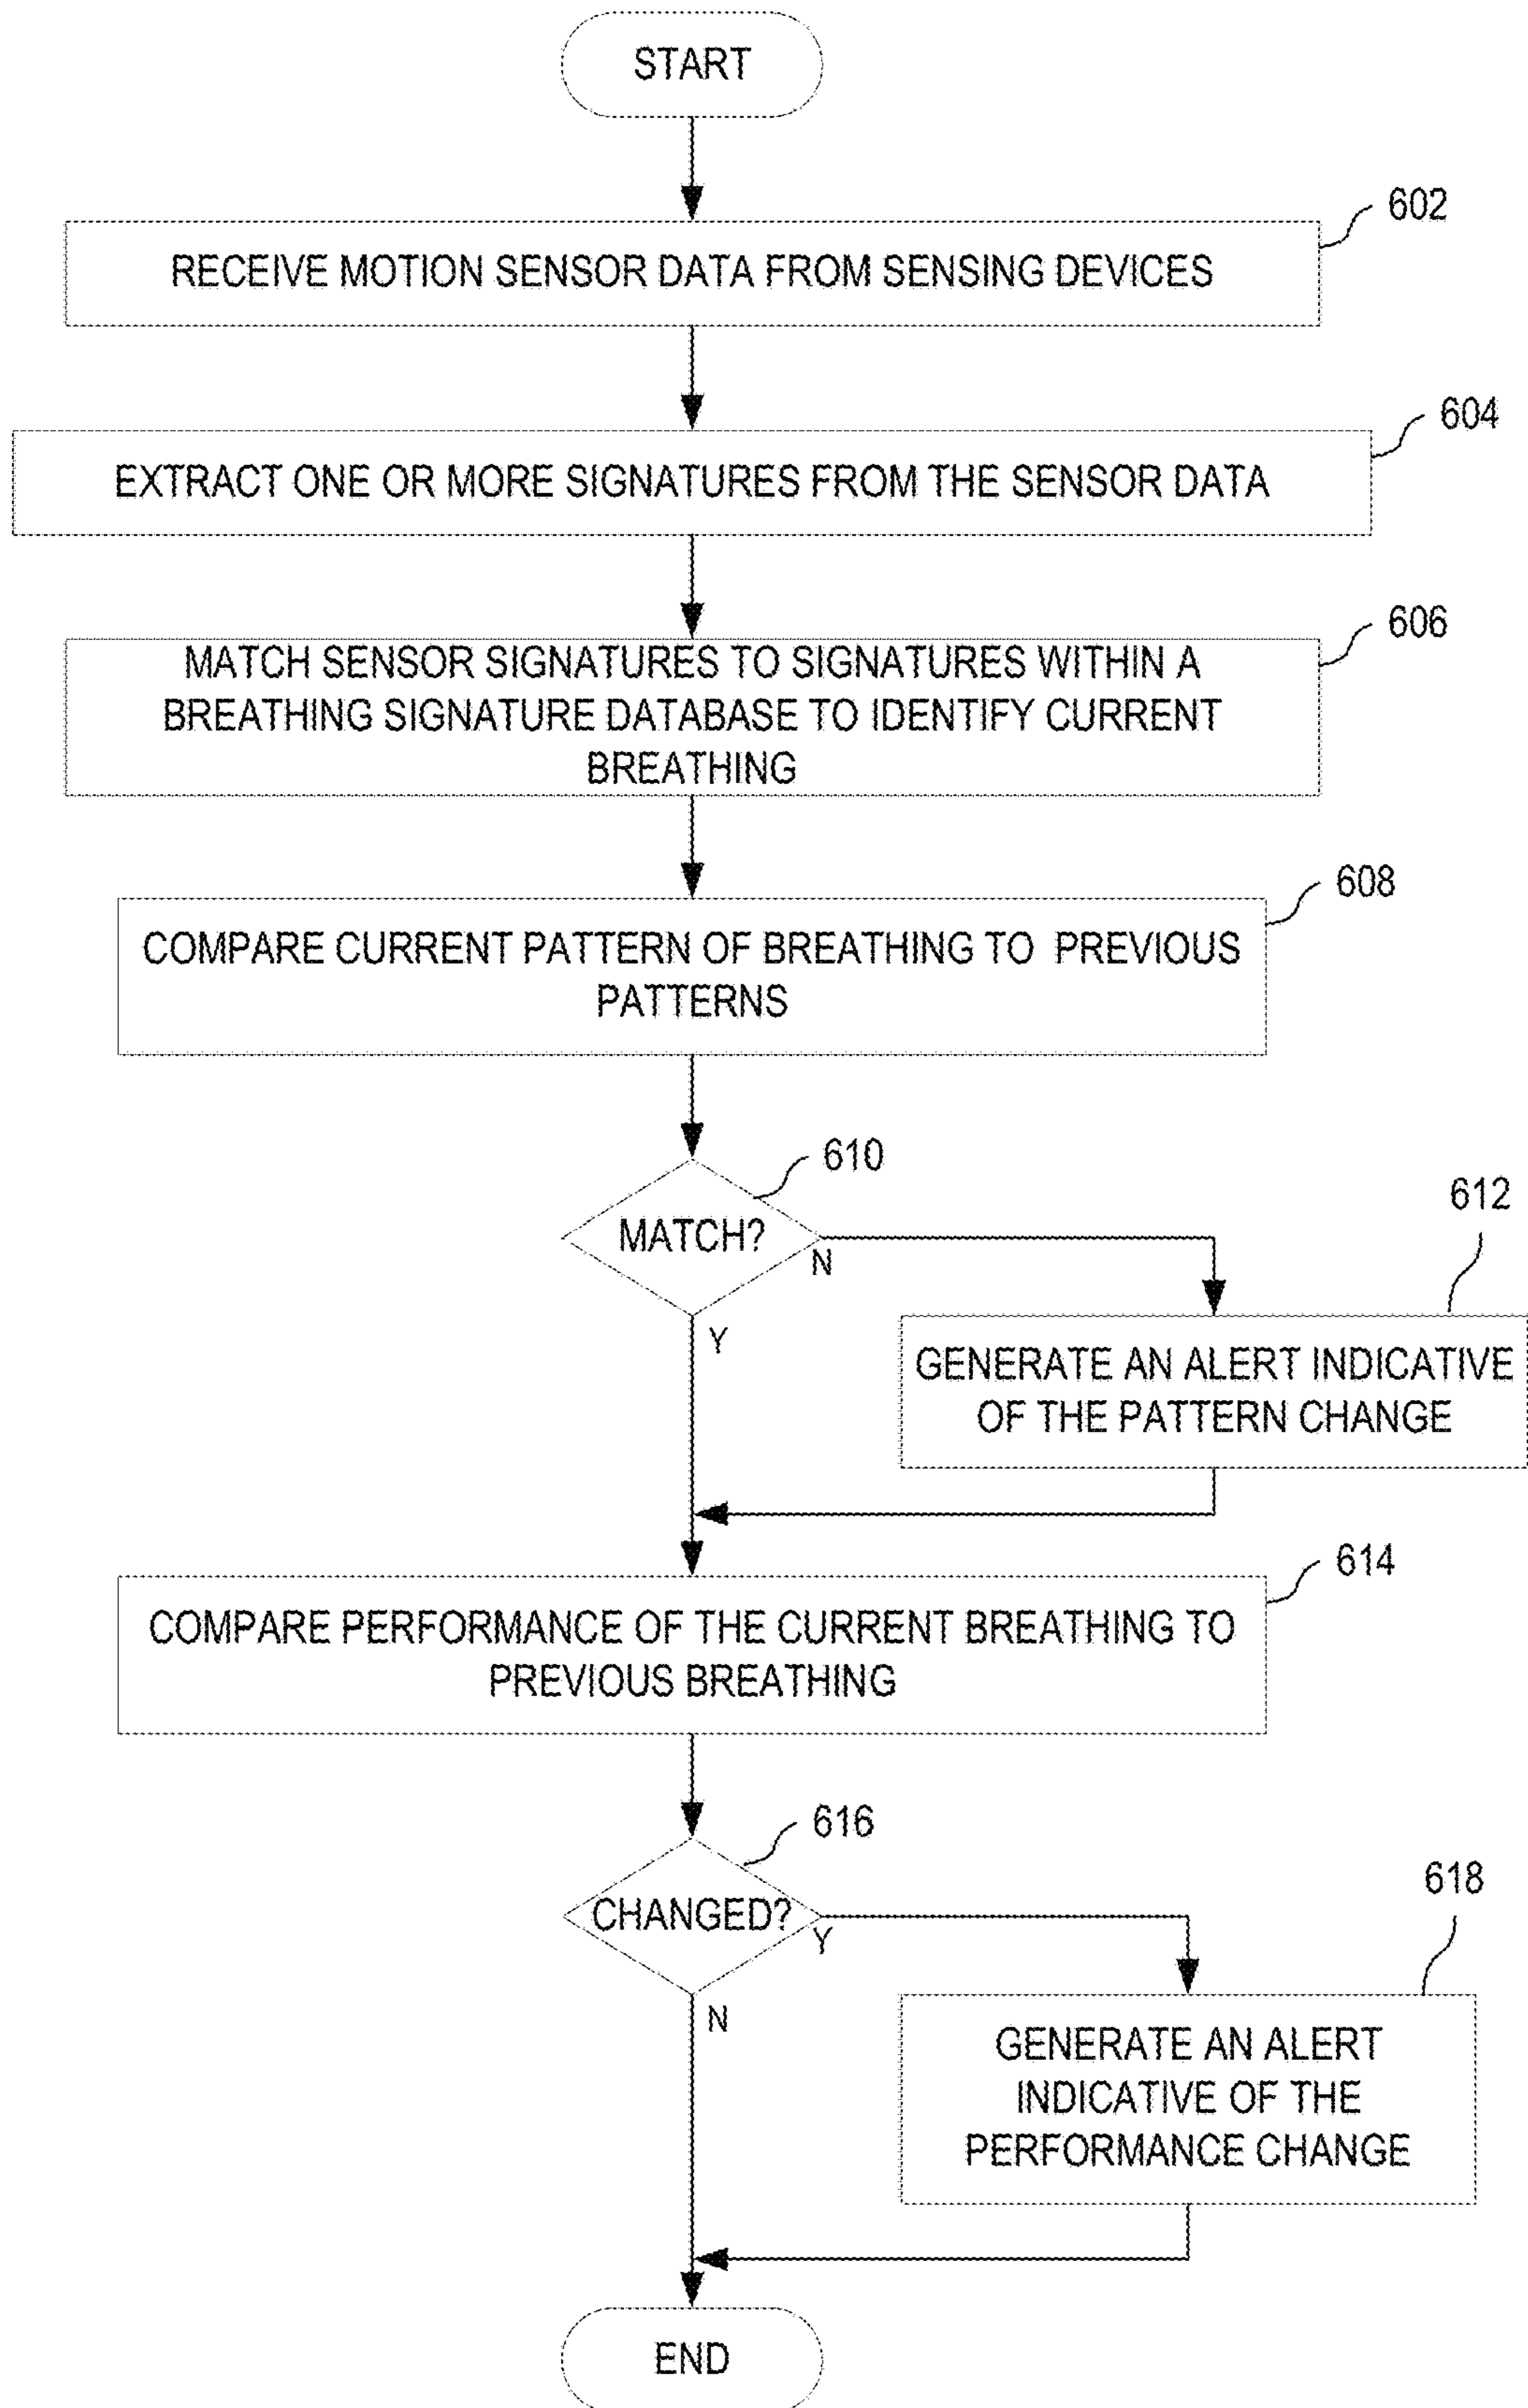 START
602
RECEIVE MOTION SENSOR DATA FROM SENSING DEVICES
604
EXTRACT ONE OR MORE SIGNATURES FROM THE SENSOR DATA
606
MATCH SENSOR SIGNATURES TO SIGNATURES WITHIN A
BREATHING SIGNATURE DATABASE TO IDENTIFY CURRENT
BREATHING
608
COMPARE CURRENT PATTERN OF BREATHING TO PREVIOUS
PATTERNS
610
MATCH?
N
Y
612
GENERATE AN ALERT INDICATIVE
OF THE PATTERN CHANGE
614
COMPARE PERFORMANCE OF THE CURRENT BREATHING TO
PREVIOUS BREATHING
616
CHANGED?
Y
N
618
GENERATE AN ALERT
INDICATIVE OF THE
PERFORMANCE CHANGE
END